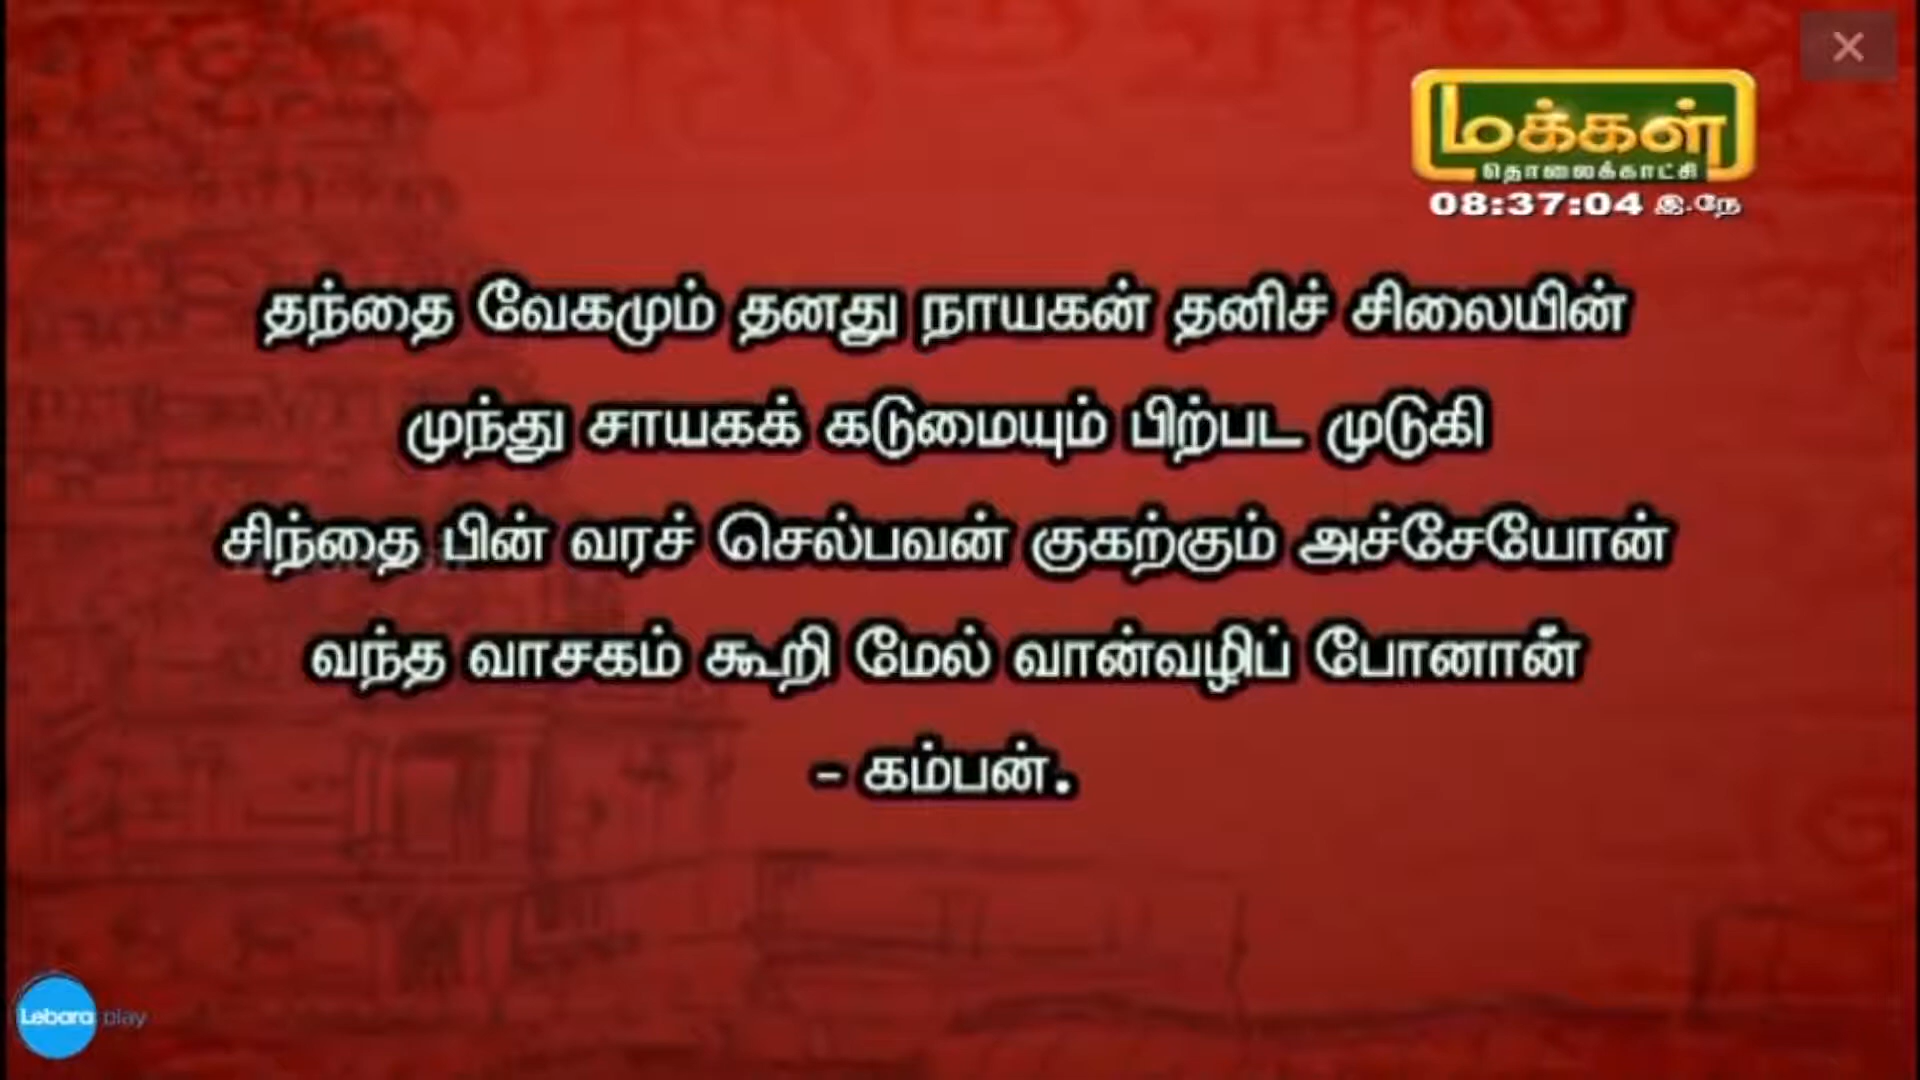 மக்கள்
தொலைக்காட்சி
08:37:04 இ.நே
தந்தை வேகமும் தனது நாயகன் தனிச் சிலையின்
முந்து சாயகக் கடுமையும் பிற்பட முடுகி
சிந்தை பின் வரச் செல்பவன் குகற்கும் அச்சேயோன்
வந்த வாசகம் கூறி மேல் வான்வழிப் போனான்
- கம்பன்.
Lebara play